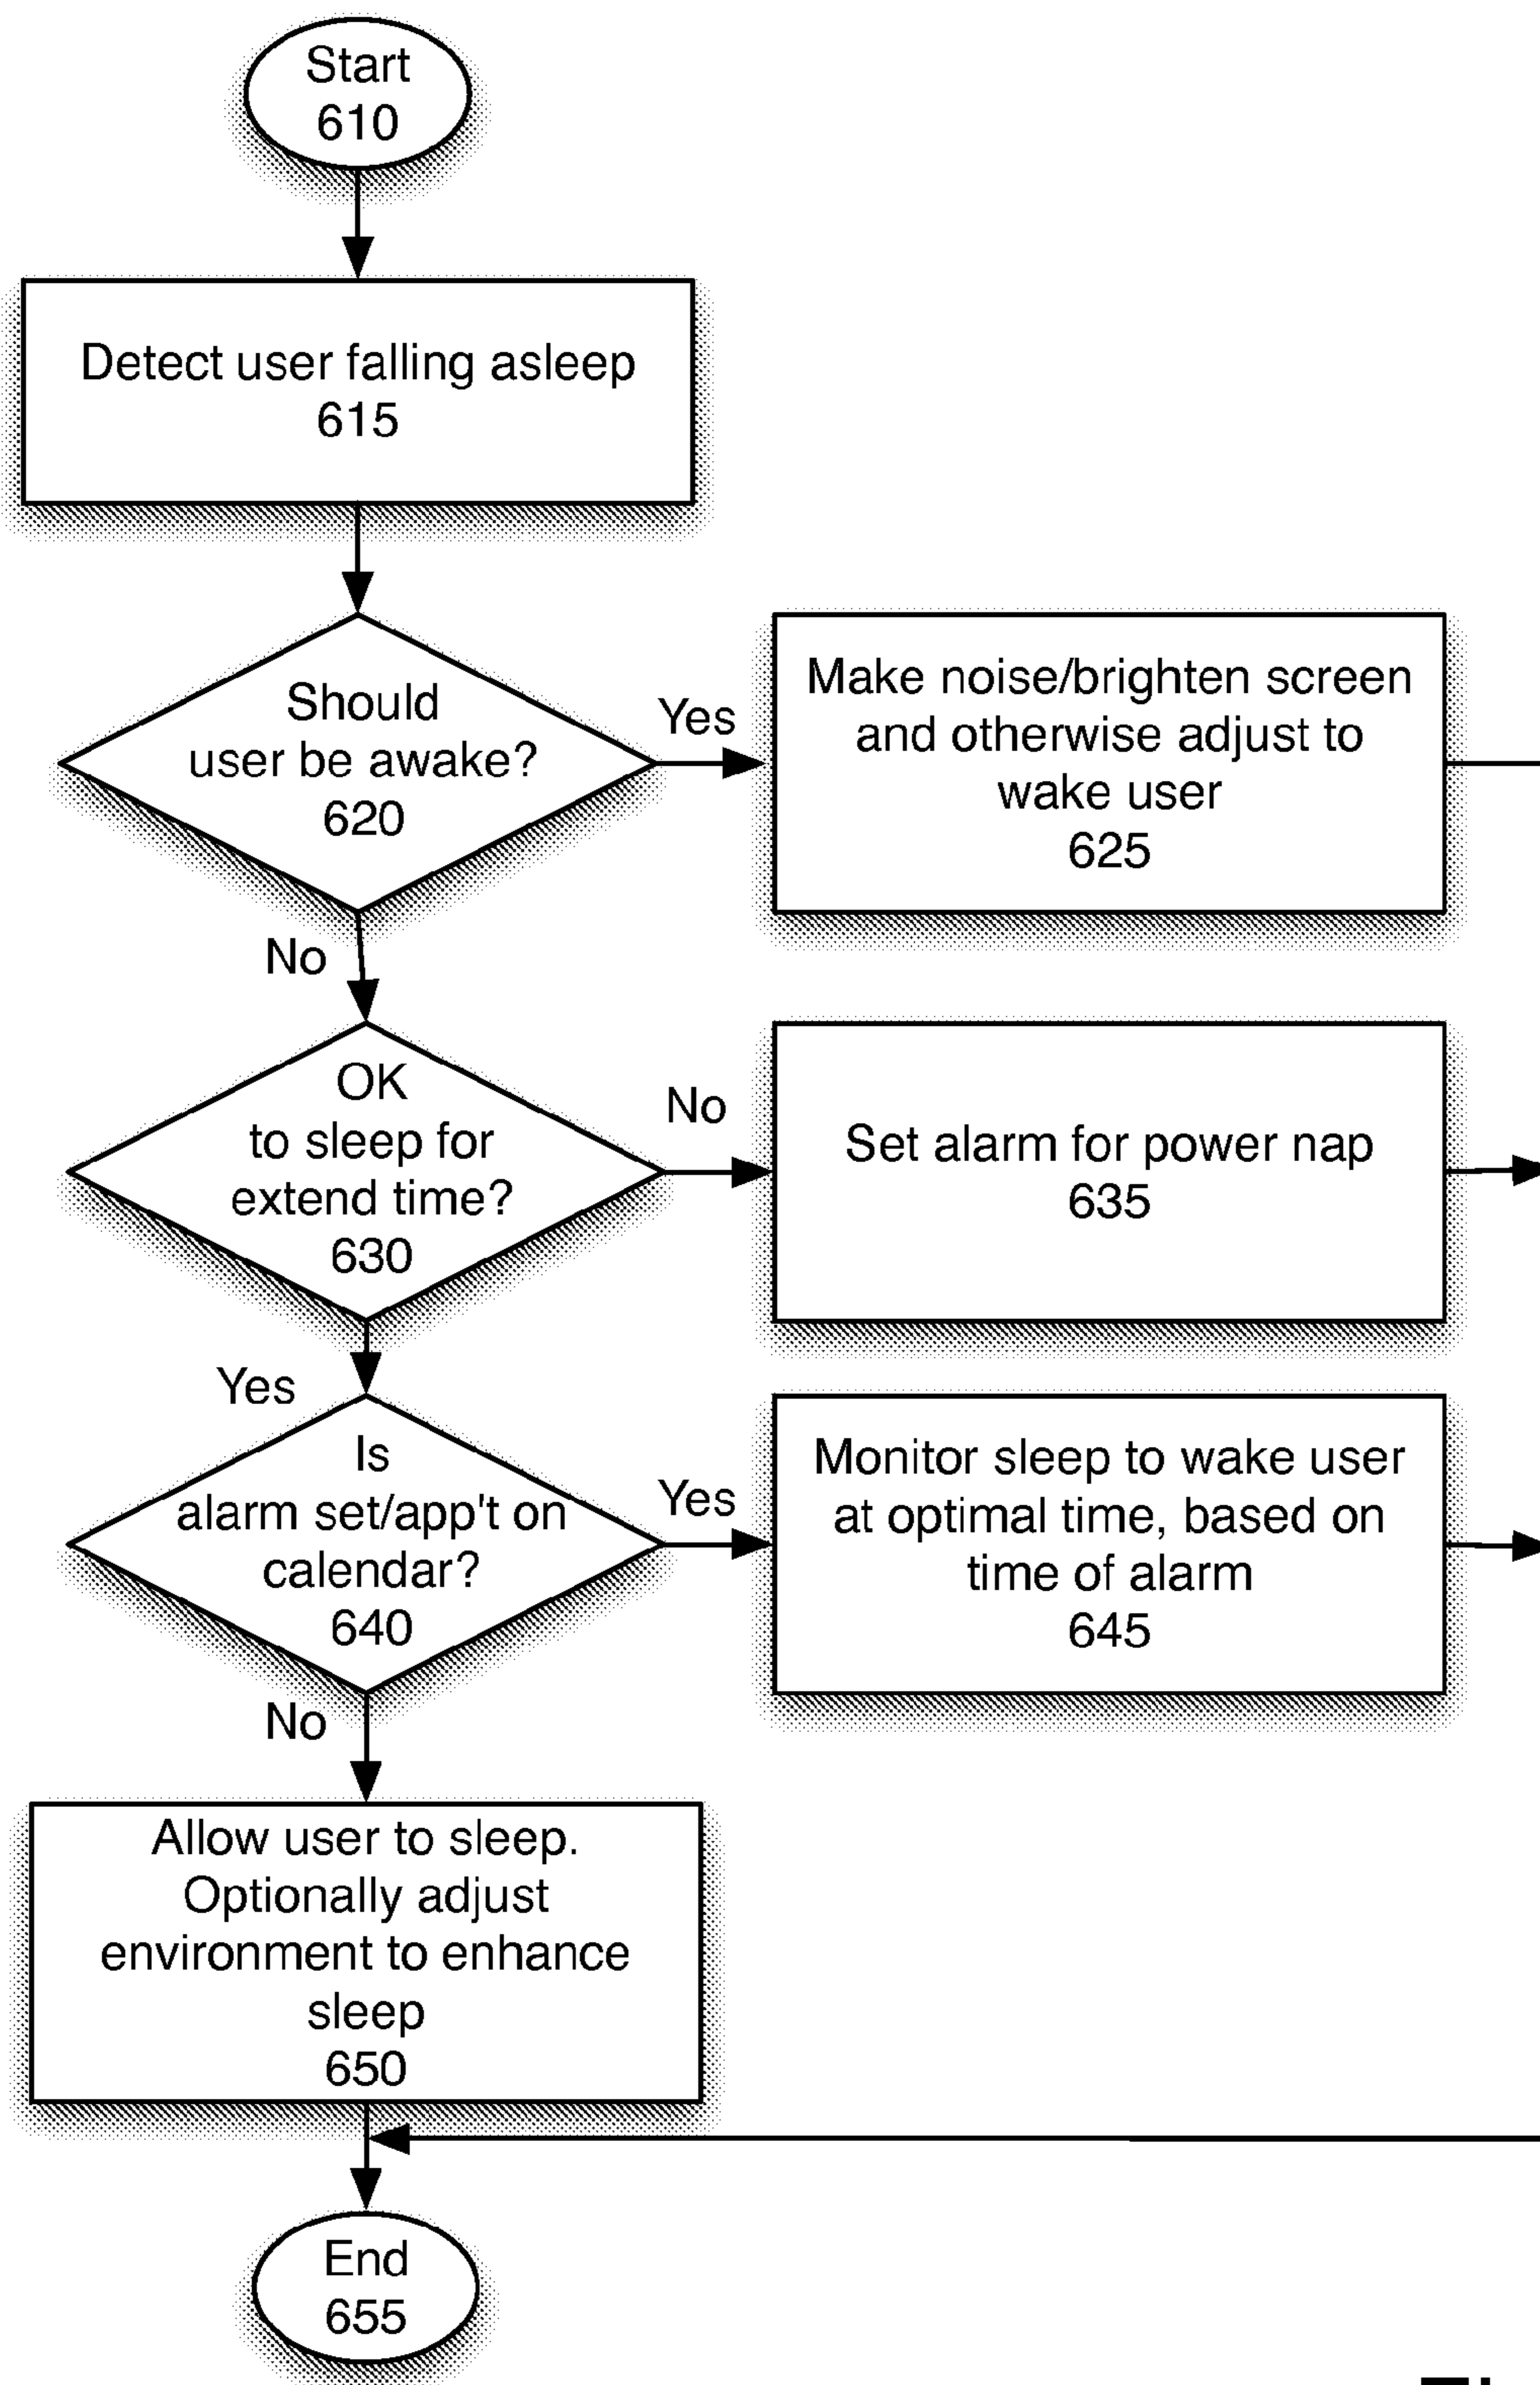 Start
610
Detect user falling asleep
615
Should
user be awake?
620
Yes
Make noise/brighten screen
and otherwise adjust to
wake user
625
No
OK
to sleep for
extend time?
630
No
Set alarm for power nap
635
Yes
Is
alarm set/app't on
calendar?
640
Yes
Monitor sleep to wake user
at optimal time, based on
time of alarm
645
No
Allow user to sleep.
Optionally adjust
environment to enhance
sleep
650
End
655